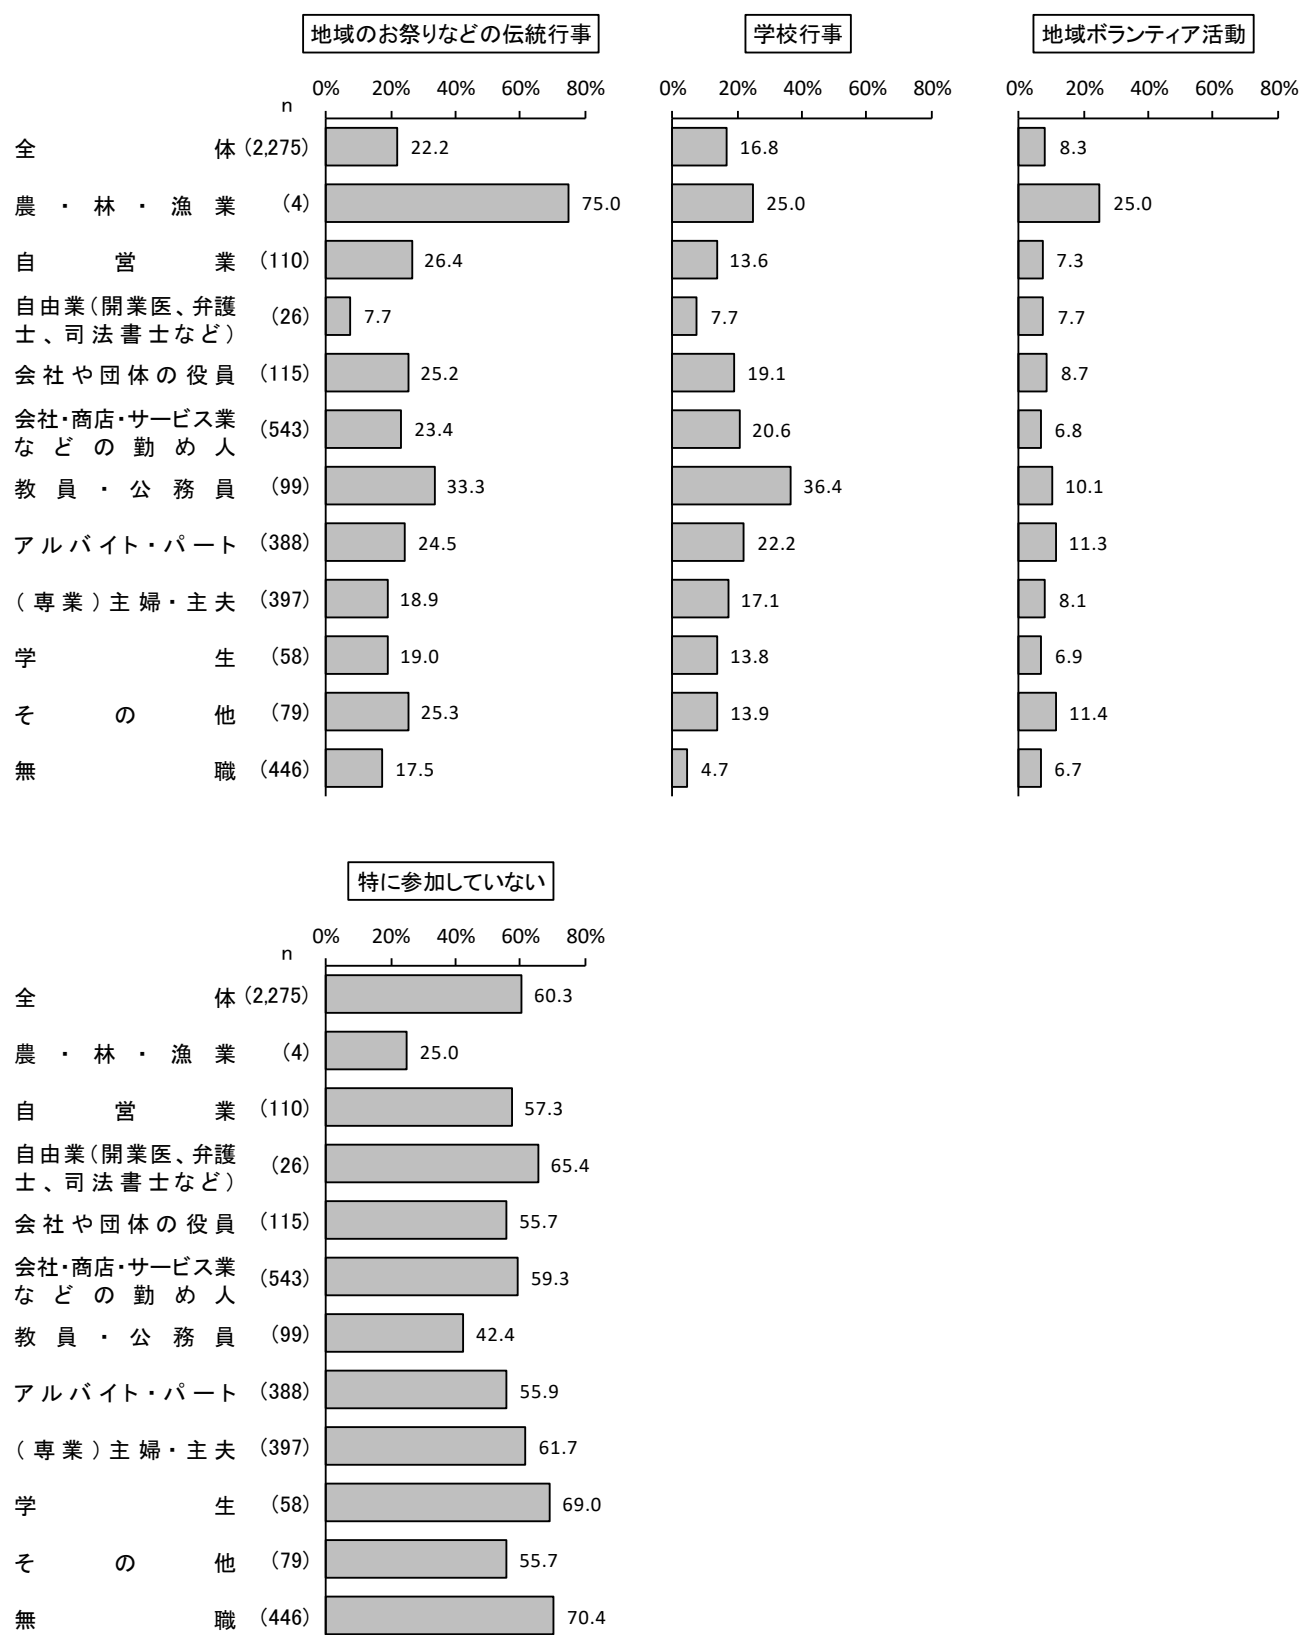 地域のお祭りなどの伝統行事 学校行事 地域ボランティア活動
0% 20% 40% 60% 80% 0% 20% 40% 60% 80% 0% 20% 40% 60% 80%
n
全体 (2,275) 22.2 16.8 8.3
農・林・漁業 (4) 75.0 25.0 25.0
自営業 (110) 26.4 13.6 7.3
自由業(開業医、弁護
士、司法書士など) (26) 7.7 7.7 7.7
会社や団体の役員 (115) 25.2 19.1 8.7
会社・商店・サービス業
などの勤め人 (543) 23.4 20.6 6.8
教員・公務員 (99) 33.3 36.4 10.1
アルバイト・パート (388) 24.5 22.2 11.3
(専業)主婦・主夫 (397) 18.9 17.1 8.1
学生 (58) 19.0 13.8 6.9
その他 (79) 25.3 13.9 11.4
無職 (446) 17.5 4.7 6.7
特に参加していない
0% 20% 40% 60% 80%
n
全体 (2,275) 60.3
農・林・漁業 (4) 25.0
自営業 (110) 57.3
自由業(開業医、弁護
士、司法書士など) (26) 65.4
会社や団体の役員 (115) 55.7
会社・商店・サービス業
などの勤め人 (543) 59.3
教員・公務員 (99) 42.4
アルバイト・パート (388) 55.9
(専業)主婦・主夫 (397) 61.7
学生 (58) 69.0
その他 (79) 55.7
無職 (446) 70.4